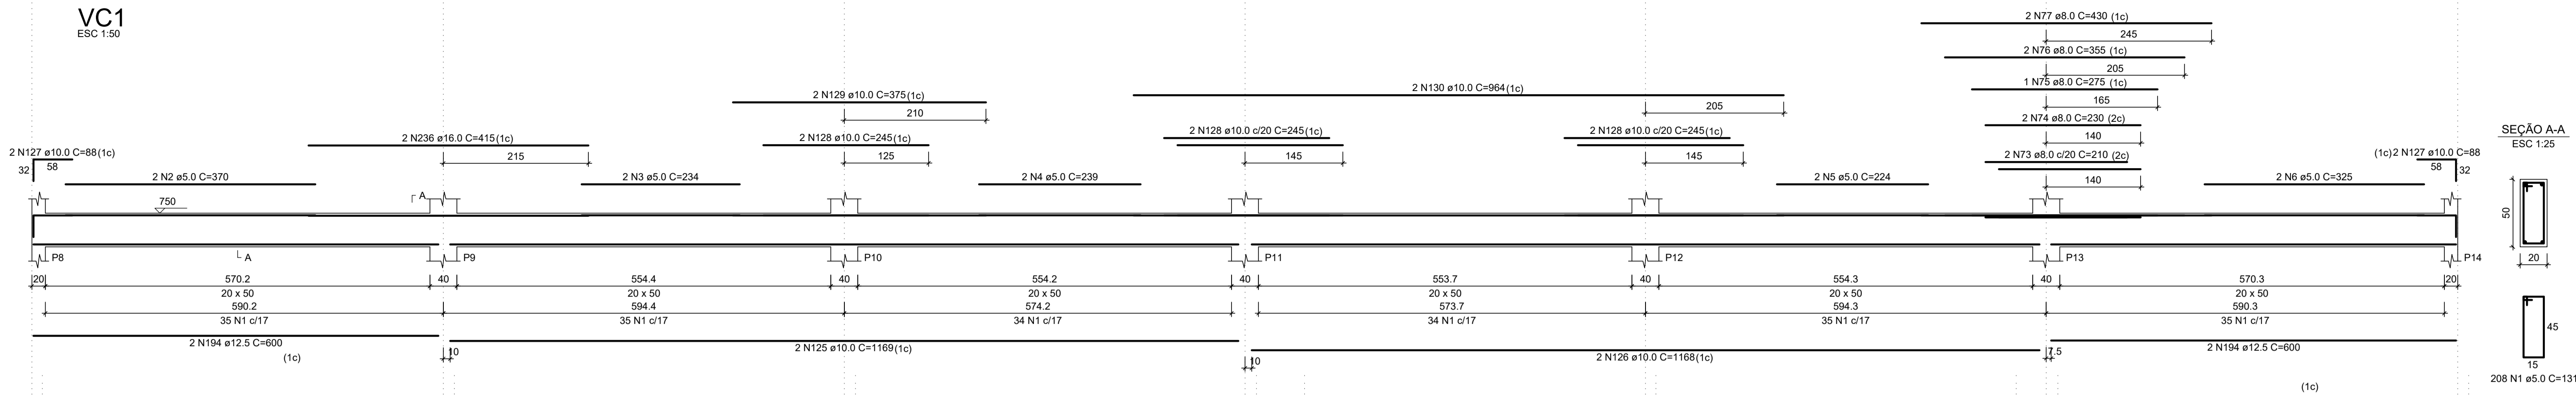 VC1
ESC 1:50
2 N77 ø8.0 C=430 (1c)
245
2 N76 ø8.0 C=355 (1c)
205
1 N75 ø8.0 C=275 (1c)
165
2 N129 ø10.0 C=375(1c)
210
2 N130 ø10.0 C=964(1c)
205
2 N74 ø8.0 C=230 (2c)
140
2 N236 ø16.0 C=415(1c)
215
2 N128 ø10.0 C=245(1c)
125
2 N128 ø10.0 c/20 C=245(1c)
145
2 N128 ø10.0 c/20 C=245(1c)
145
2 N73 ø8.0 c/20 C=210 (2c)
140
SEÇÃO A-A
ESC 1:25
2 N127 ø10.0 C=88(1c)
32
58
(1c)2 N127 ø10.0 C=88
58
32
2 N2 ø5.0 C=370
2 N3 ø5.0 C=234
2 N4 ø5.0 C=239
2 N5 ø5.0 C=224
2 N6 ø5.0 C=325
750
A
A
50
20
P8
P9
P10
P11
P12
P13
P14
20 570.2 40 554.4 40 554.2 40 553.7 40 554.3 40 570.3 20
20 x 50 20 x 50 20 x 50 20 x 50 20 x 50 20 x 50
590.2 594.4 574.2 573.7 594.3 590.3
35 N1 c/17 35 N1 c/17 34 N1 c/17 34 N1 c/17 35 N1 c/17 35 N1 c/17
2 N194 ø12.5 C=600
(1c)
10
2 N125 ø10.0 C=1169(1c)
10
2 N126 ø10.0 C=1168(1c)
7.5
2 N194 ø12.5 C=600
(1c)
45
15
208 N1 ø5.0 C=131